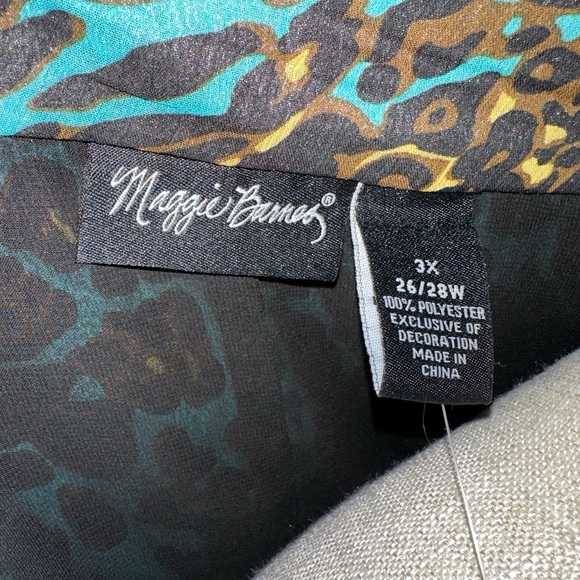 Maggie Barnes®
3X
26/28W
100% POLYESTER
EXCLUSIVE OF
DECORATION
MADE IN
CHINA